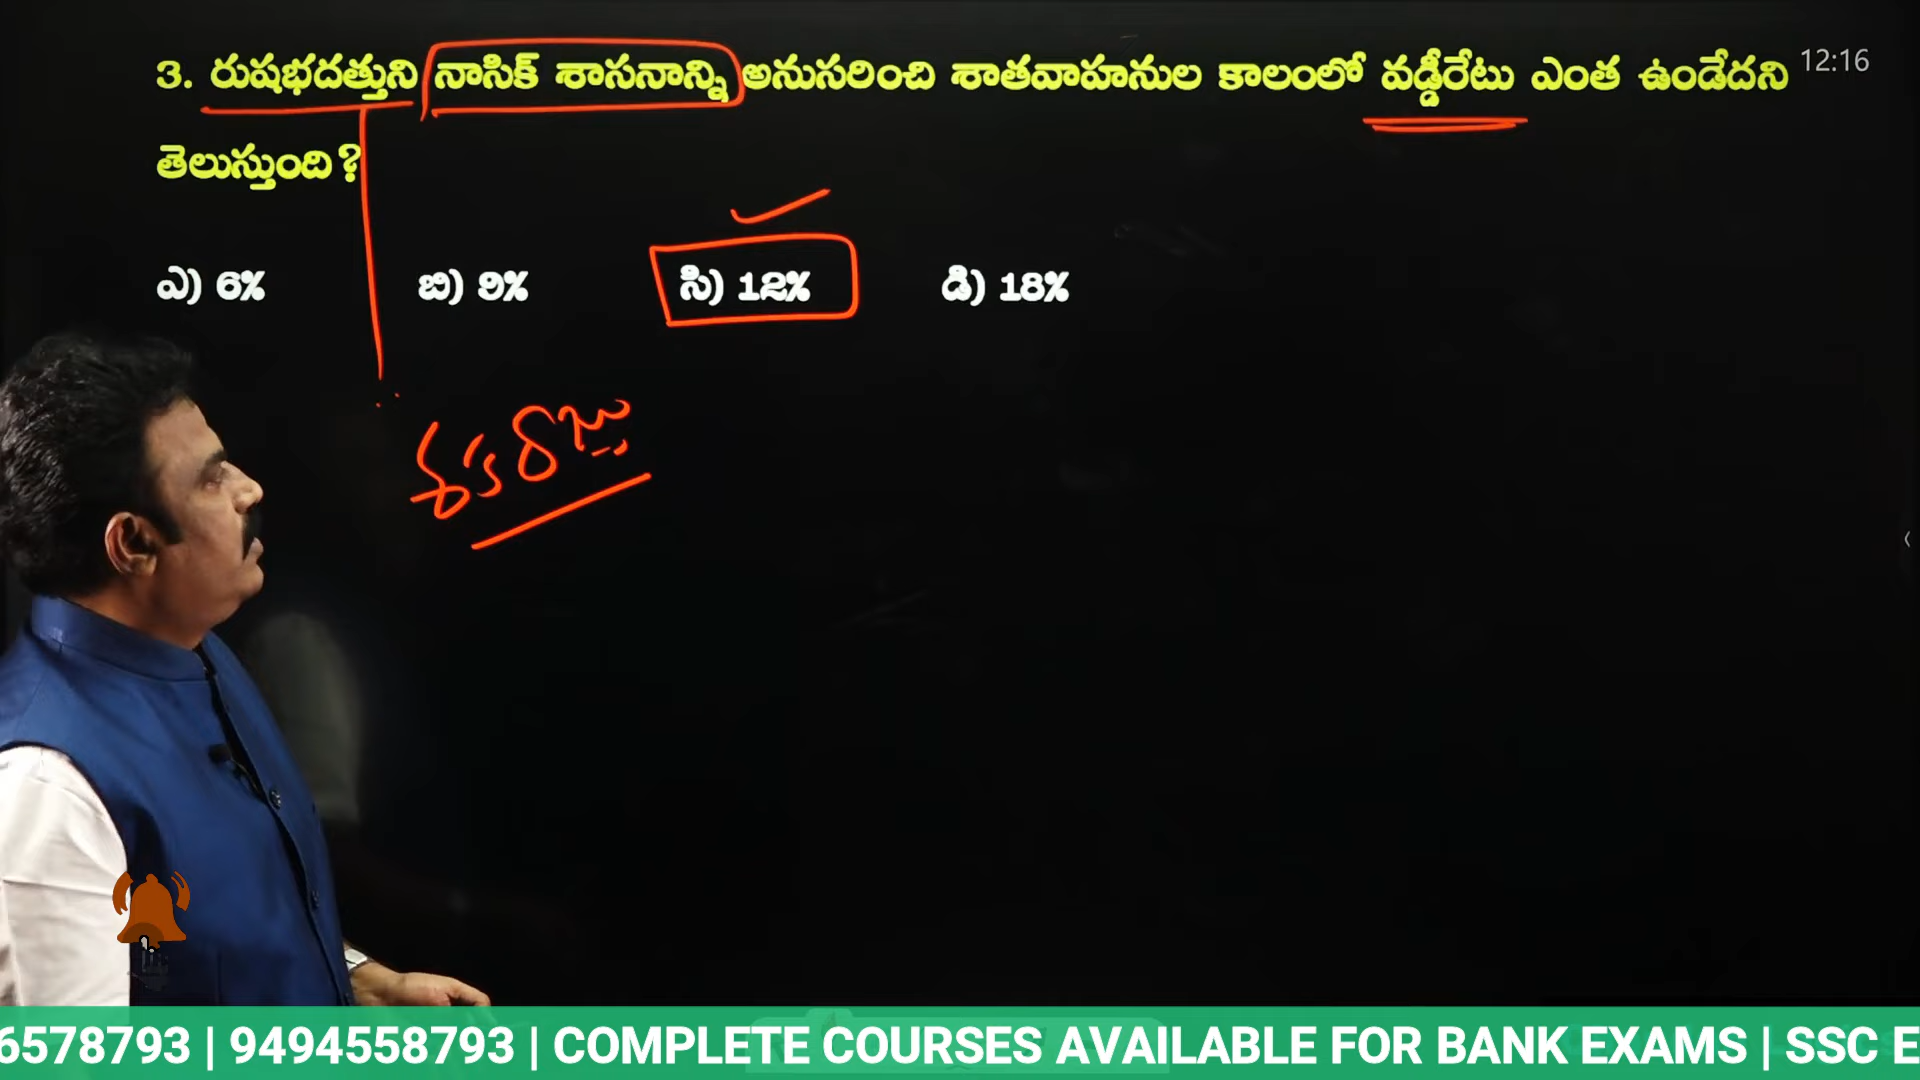 3. రుషభదత్తుని నాసిక్ శాసనాన్ని అనుసరించి శాతవాహనుల కాలంలో వడ్డీరేటు ఎంత ఉండేదని
12:16
తెలుస్తుంది?
ఎ) 6% బి) 9% సి) 12% డి) 18%
6578793 | 9494558793 | COMPLETE COURSES AVAILABLE FOR BANK EXAMS | SSC E